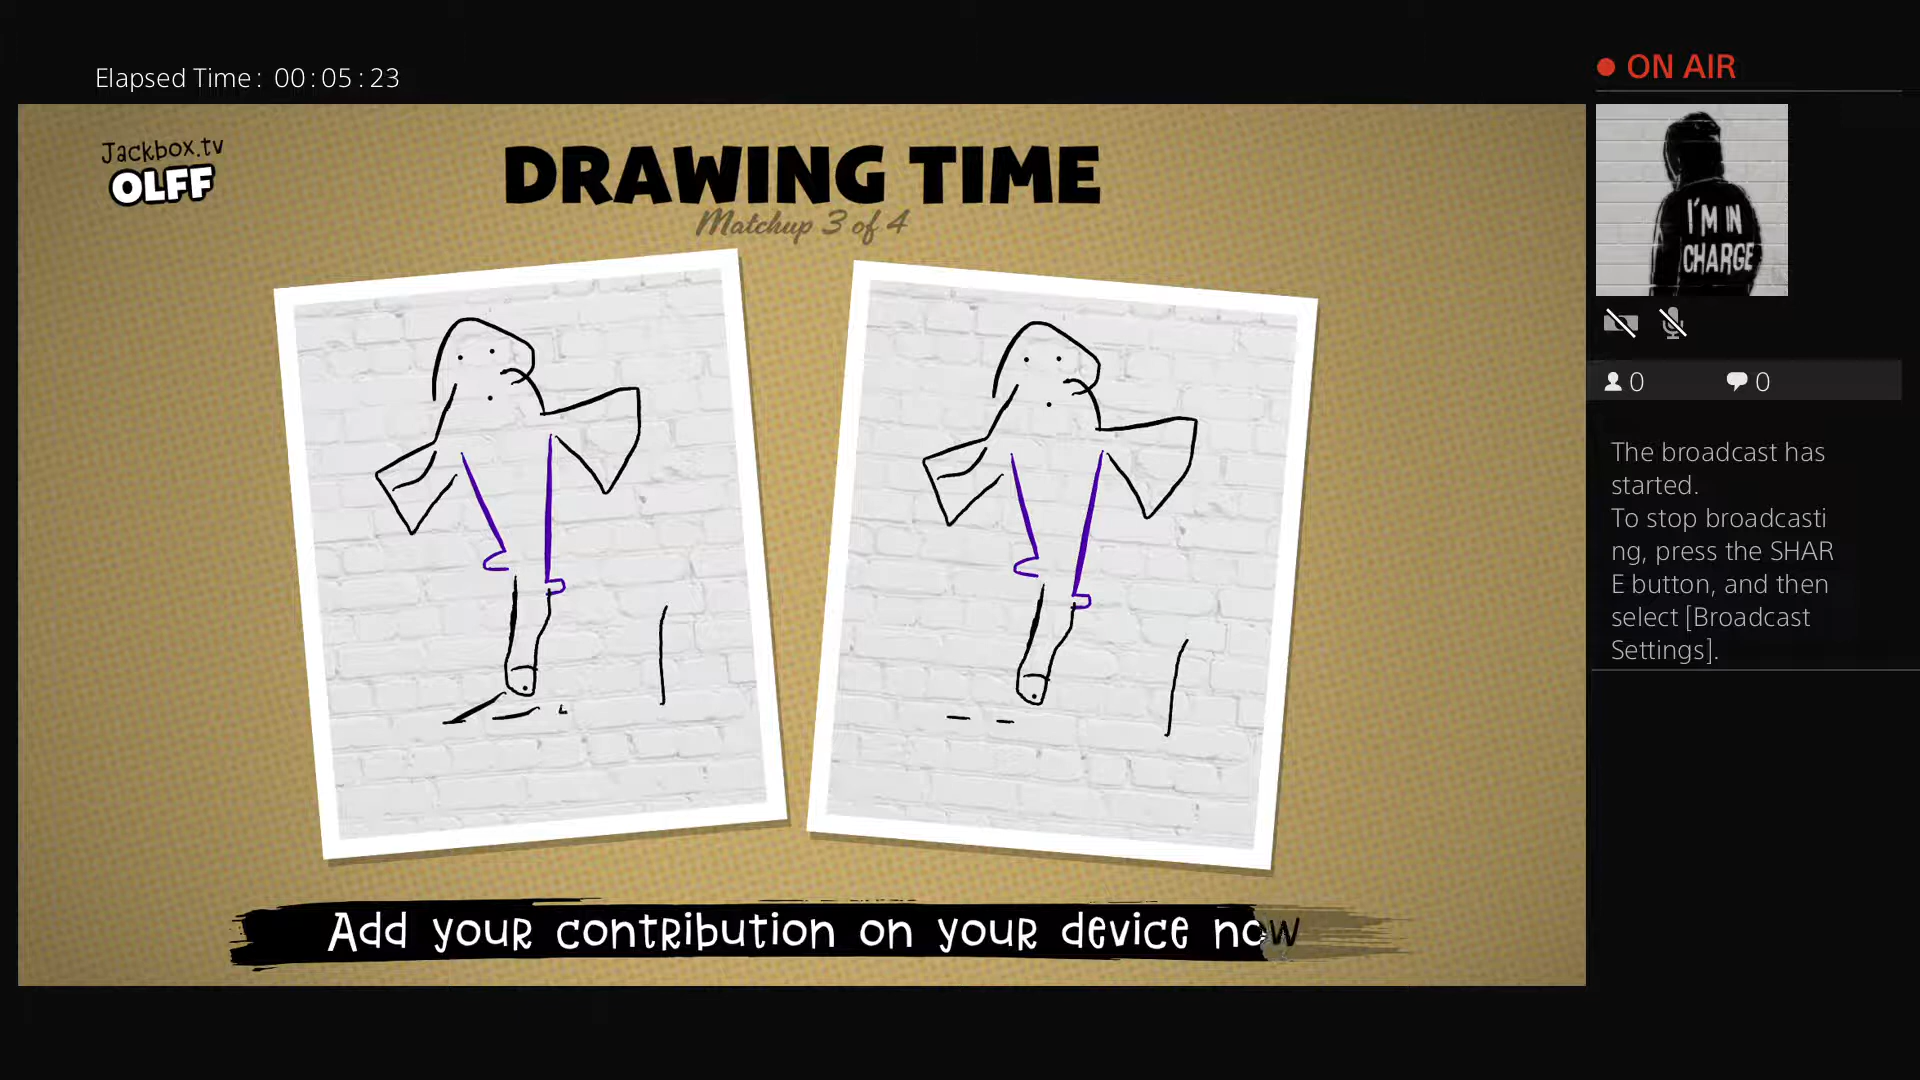 Elapsed Time: 00:05:23
ON AIR
Jackbox.tv
OLFF
DRAWING TIME
Matchup 3 of 4
I'M IN
CHARGE
0 0
The broadcast has
started.
To stop broadcasti
ng, press the SHAR
E button, and then
select [Broadcast
Settings].
Add your contribution on your device now